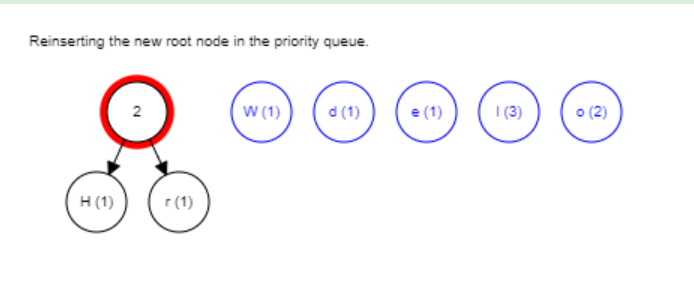 Reinserting the new root node in the priority queue.
2 W (1) d (1) e (1) l (3) o (2)
H (1) r (1)